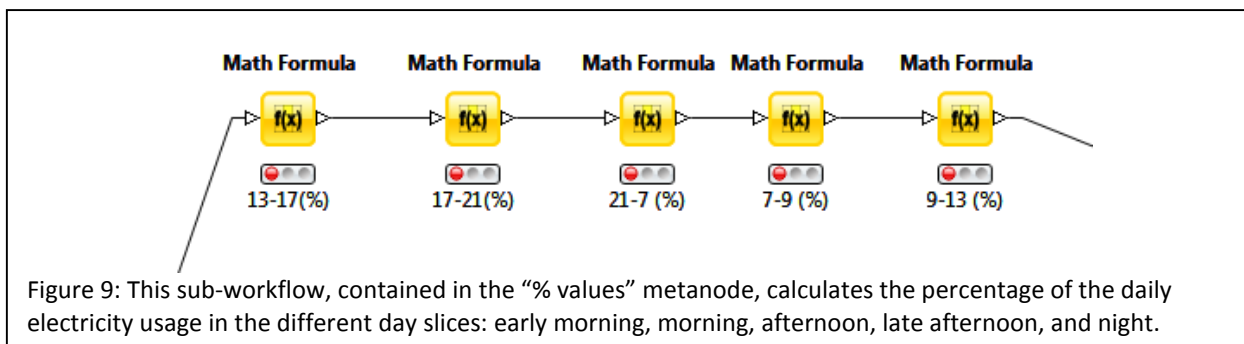 Math Formula Math Formula Math Formula Math Formula Math Formula
f(x) f(x) f(x) f(x) f(x)
13-17(%) 17-21(%) 21-7 (%) 7-9 (%) 9-13 (%)
Figure 9: This sub-workflow, contained in the “% values” metanode, calculates the percentage of the daily
electricity usage in the different day slices: early morning, morning, afternoon, late afternoon, and night.